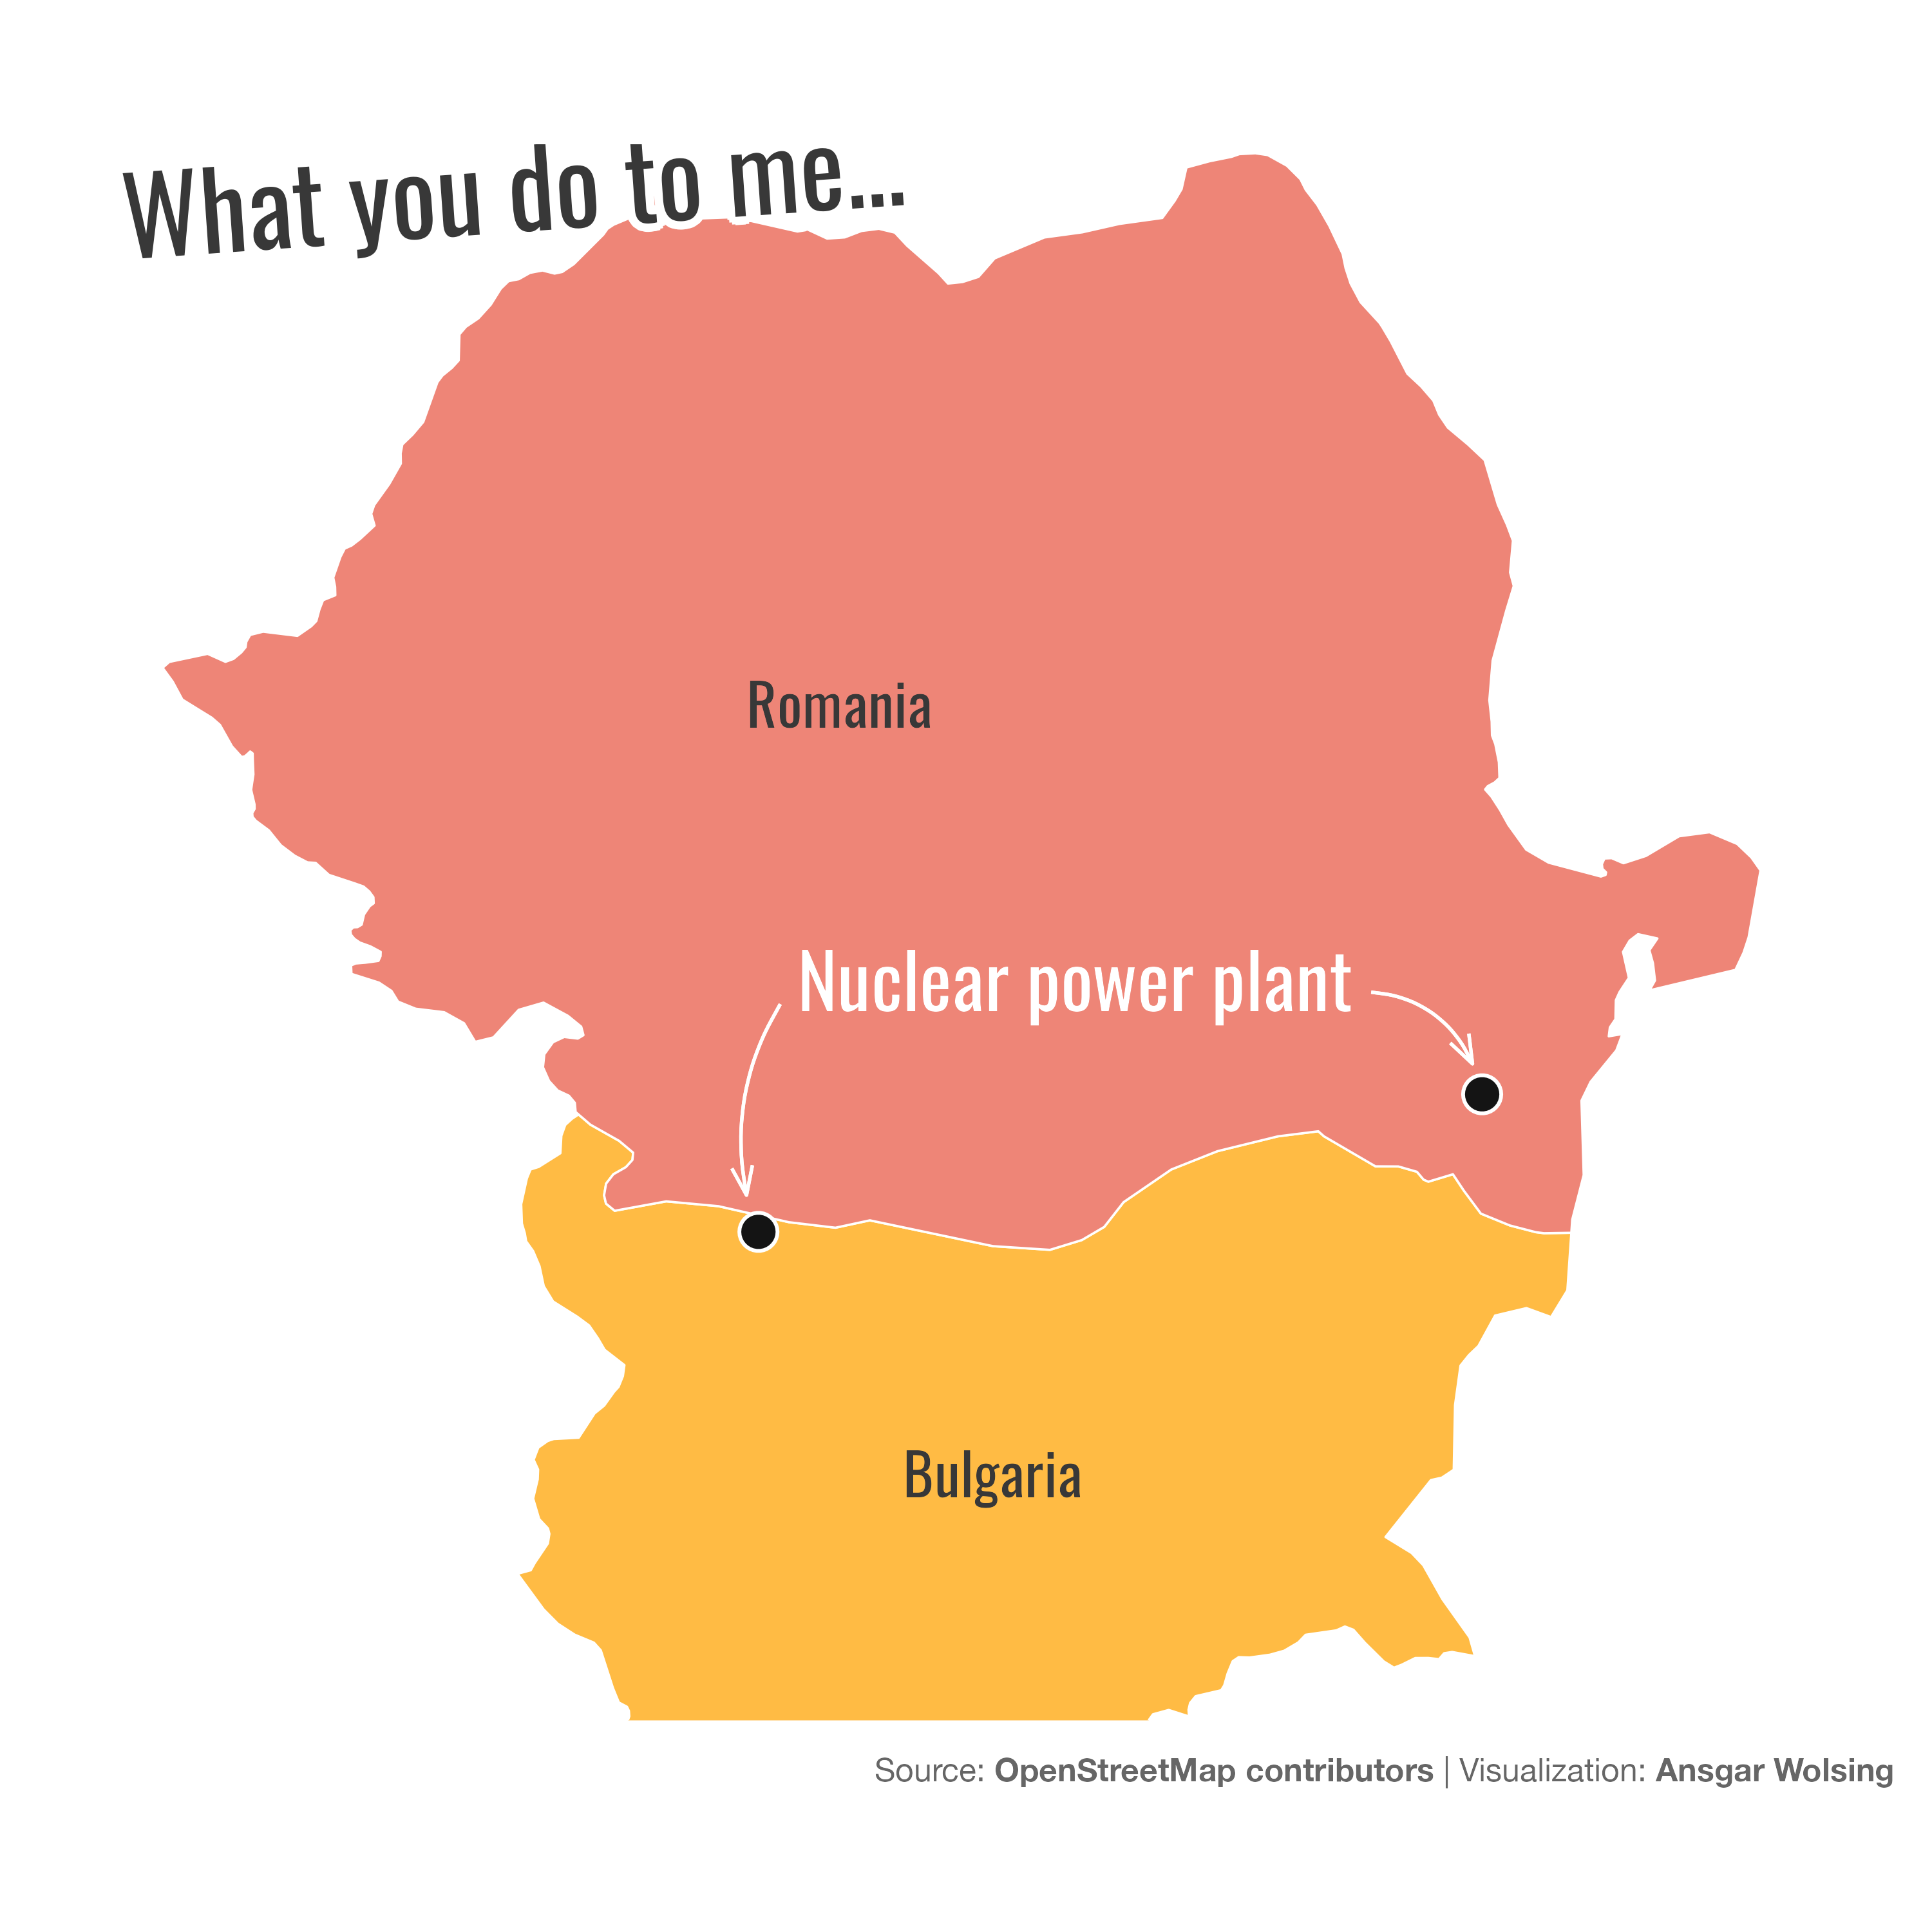 What you do to me...
Romania
Nuclear power plant
Bulgaria
Source: OpenStreetMap contributors | Visualization: Ansgar Wolsing